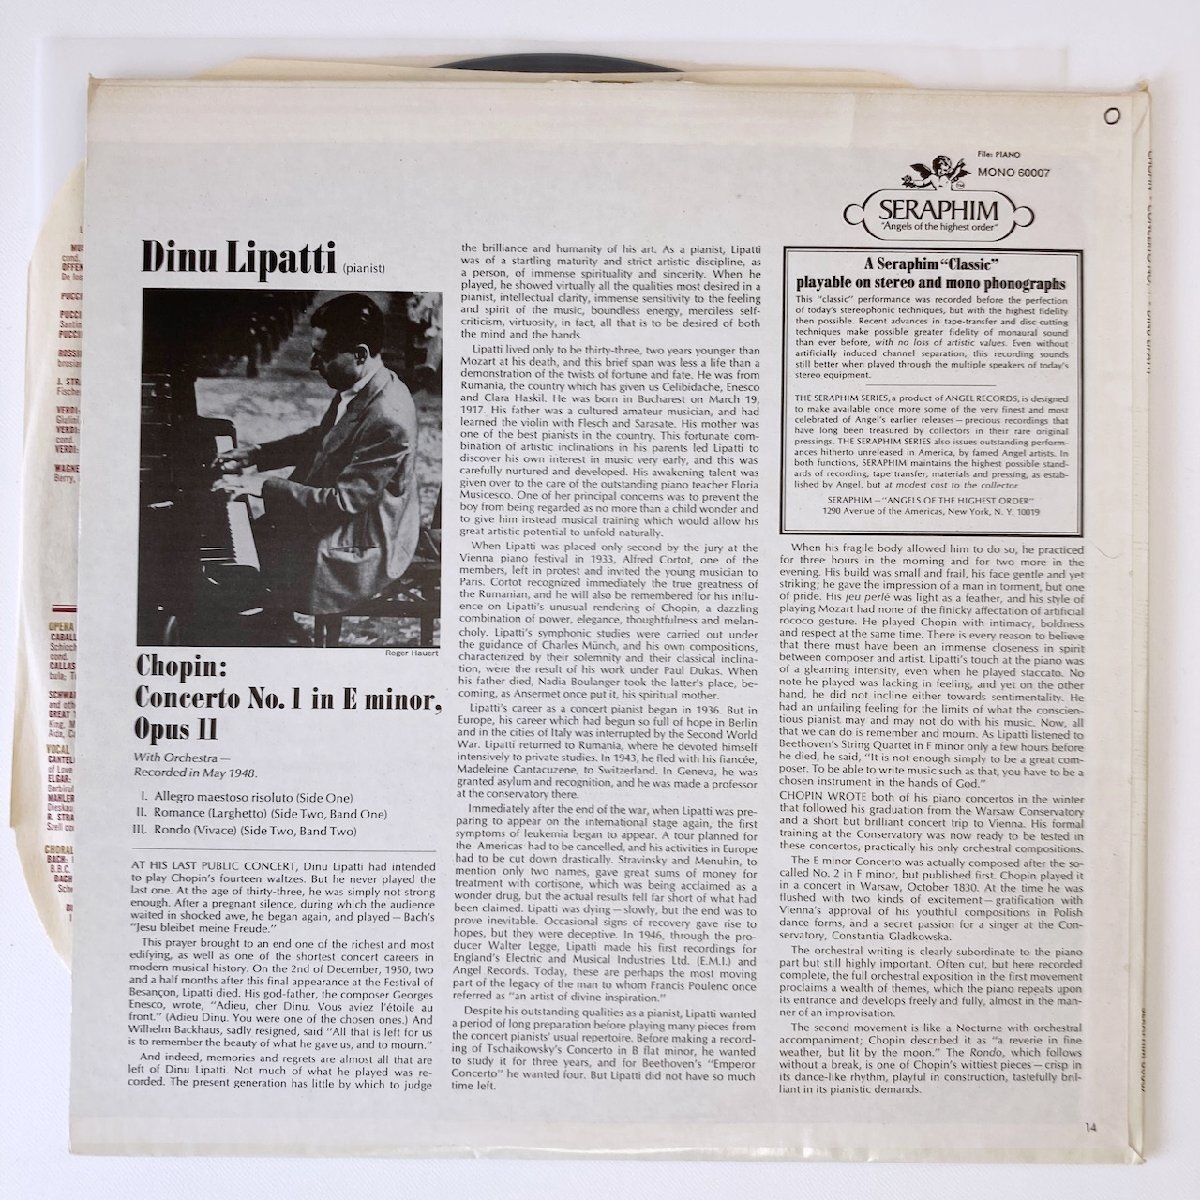 File: PIANO
MONO 60007
SERAPHIM
"Angels of the highest order"
Dinu Lipatti (pianist)
Roger Hauert
Chopin:
Concerto No. 1 in E minor,
Opus 11
With Orchestra —
Recorded in May 1948.
I. Allegro maestoso risoluto (Side One)
II. Romance (Larghetto) (Side Two, Band One)
III. Rondo (Vivace) (Side Two, Band Two)
AT HIS LAST PUBLIC CONCERT, Dinu Lipatti had intended
to play Chopin's fourteen waltzes. But he never played the
last one. At the age of thirty-three, he was simply not strong
enough. After a pregnant silence, during which the audience
waited in shocked awe, he began again, and played — Bach's
"Jesu bleibet meine Freude."
This prayer brought to an end one of the richest and most
edifying, as well as one of the shortest concert careers in
modern musical history. On the 2nd of December, 1950, two
and a half months after this final appearance at the Festival of
Besançon, Lipatti died. His god-father, the composer Georges
Enesco, wrote, "Adieu, cher Dinu. Vous aviez l'étoile au
front." (Adieu Dinu. You were one of the chosen ones.) And
Wilhelm Backhaus, sadly resigned, said "All that is left for us
is to remember the beauty of what he gave us, and to mourn."
And indeed, memories and regrets are almost all that are
left of Dinu Lipatti. Not much of what he played was re-
corded. The present generation has little by which to judge
the brilliance and humanity of his art. As a pianist, Lipatti
was of a startling maturity and strict artistic discipline, as
a person, of immense spirituality and sincerity. When he
played, he showed virtually all the qualities most desired in a
pianist, intellectual clarity, immense sensitivity to the feeling
and spirit of the music, boundless energy, merciless self-
criticism, virtuosity, in fact, all that is to be desired of both
the mind and the hands.
Lipatti lived only to be thirty-three, two years younger than
Mozart at his death, and this brief span was less a life than a
demonstration of the twists of fortune and fate. He was from
Rumania, the country which has given us Celibidache, Enesco
and Clara Haskil. He was born in Bucharest on March 19,
1917. His father was a cultured amateur musician, and had
learned the violin with Flesch and Sarasate. His mother was
one of the best pianists in the country. This fortunate com-
bination of artistic inclinations in his parents led Lipatti to
discover his own interest in music very early, and this was
carefully nurtured and developed. His awakening talent was
given over to the care of the outstanding piano teacher Floria
Musicesco. One of her principal concerns was to prevent the
boy from being regarded as no more than a child wonder and
to give him instead musical training which would allow his
great artistic potential to unfold naturally.
When Lipatti was placed only second by the jury at the
Vienna piano festival in 1933, Alfred Cortot, one of the
members, left in protest and invited the young musician to
Paris. Cortot recognized immediately the true greatness of
the Rumanian, and he will also be remembered for his influ-
ence on Lipatti's unusual rendering of Chopin, a dazzling
combination of power, elegance, thoughtfulness and melan-
choly. Lipatti's symphonic studies were carried out under
the guidance of Charles Münch, and his own compositions,
characterized by their solemnity and their classical inclina-
tion, were the result of his work under Paul Dukas. When
his father died, Nadia Boulanger took the latter's place, be-
coming, as Ansermet once put it, his spiritual mother.
Lipatti's career as a concert pianist began in 1936. But in
Europe, his career which had begun so full of hope in Berlin
and in the cities of Italy was interrupted by the Second World
War. Lipatti returned to Rumania, where he devoted himself
intensively to private studies. In 1943, he fled with his fiancée,
Madeleine Cantacuzene, to Switzerland. In Geneva, he was
granted asylum and recognition, and he was made a professor
at the conservatory there.
Immediately after the end of the war, when Lipatti was pre-
paring to appear on the international stage again, the first
symptoms of leukemia began to appear. A tour planned for
the Americas had to be cancelled, and his activities in Europe
had to be cut down drastically. Stravinsky and Menuhin, to
mention only two names, gave great sums of money for
treatment with cortisone, which was being acclaimed as a
wonder drug, but the actual results fell far short of what had
been claimed. Lipatti was dying — slowly, but the end was to
prove inevitable. Occasional signs of recovery gave rise to
hopes, but they were deceptive. In 1946, through the pro-
ducer Walter Legge, Lipatti made his first recordings for
England's Electric and Musical Industries Ltd. (E.M.I.) and
Angel Records. Today, these are perhaps the most moving
part of the legacy of the man to whom Francis Poulenc once
referred as "an artist of divine inspiration."
Despite his outstanding qualities as a pianist, Lipatti wanted
a period of long preparation before playing many pieces from
the concert pianists' usual repertoire. Before making a record-
ing of Tschaikowsky's Concerto in B flat minor, he wanted
to study it for three years, and for Beethoven's "Emperor
Concerto" he wanted four. But Lipatti did not have so much
time left.
A Seraphim "Classic"
playable on stereo and mono phonographs
This "classic" performance was recorded before the perfection
of today's stereophonic techniques, but with the highest fidelity
then possible. Recent advances in tape-transfer and disc-cutting
techniques make possible greater fidelity of monaural sound
than ever before, with no loss of artistic values. Even without
artificially induced channel separation, this recording sounds
still better when played through the multiple speakers of today's
stereo equipment.
THE SERAPHIM SERIES, a product of ANGEL RECORDS, is designed
to make available once more some of the very finest and most
celebrated of Angel's earlier releases — precious recordings that
have long been treasured by collectors in their rare original
pressings. THE SERAPHIM SERIES also issues outstanding perform-
ances hitherto unreleased in America, by famed Angel artists. In
both functions, SERAPHIM maintains the highest possible stand-
ards of recording, tape transfer, materials and pressing, as estab-
lished by Angel, but at modest cost to the collector.
SERAPHIM — "ANGELS OF THE HIGHEST ORDER"
1290 Avenue of the Americas, New York, N. Y. 10019
When his fragile body allowed him to do so, he practiced
for three hours in the morning and for two more in the
evening. His build was small and frail, his face gentle and yet
striking; he gave the impression of a man in torment, but one
of pride. His jeu perlé was light as a feather, and his style of
playing Mozart had none of the finicky affectation of artificial
rococo gesture. He played Chopin with intimacy, boldness
and respect at the same time. There is every reason to believe
that there must have been an immense closeness in spirit
between composer and artist. Lipatti's touch at the piano was
of a gleaming intensity, even when he played staccato. No
note he played was lacking in feeling, and yet on the other
hand, he did not incline either towards sentimentality. He
had an unfailing feeling for the limits of what the conscien-
tious pianist may and may not do with his music. Now, all
that we can do is remember and mourn. As Lipatti listened to
Beethoven's String Quartet in F minor only a few hours before
he died, he said, "It is not enough simply to be a great com-
poser. To be able to write music such as that, you have to be a
chosen instrument in the hands of God."
CHOPIN WROTE both of his piano concertos in the winter
that followed his graduation from the Warsaw Conservatory
and a short but brilliant concert trip to Vienna. His formal
training at the Conservatory was now ready to be tested in
these concertos, practically his only orchestral compositions.
The E minor Concerto was actually composed after the so-
called No. 2 in F minor, but published first. Chopin played it
in a concert in Warsaw, October 1830. At the time he was
flushed with two kinds of excitement — gratification with
Vienna's approval of his youthful compositions in Polish
dance forms, and a secret passion for a singer at the Con-
servatory, Constantia Gladkowska.
The orchestral writing is clearly subordinate to the piano
part but still highly important. Often cut, but here recorded
complete, the full orchestral exposition in the first movement
proclaims a wealth of themes, which the piano repeats upon
its entrance and develops freely and fully, almost in the man-
ner of an improvisation.
The second movement is like a Nocturne with orchestral
accompaniment; Chopin described it as "a reverie in fine
weather, but lit by the moon." The Rondo, which follows
without a break, is one of Chopin's wittiest pieces — crisp in
its dance-like rhythm, playful in construction, tastefully bril-
liant in its pianistic demands.
14